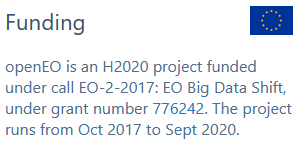 Funding
openEO is an H2020 project funded
under call EO-2-2017: EO Big Data Shift,
under grant number 776242. The project
runs from Oct 2017 to Sept 2020.